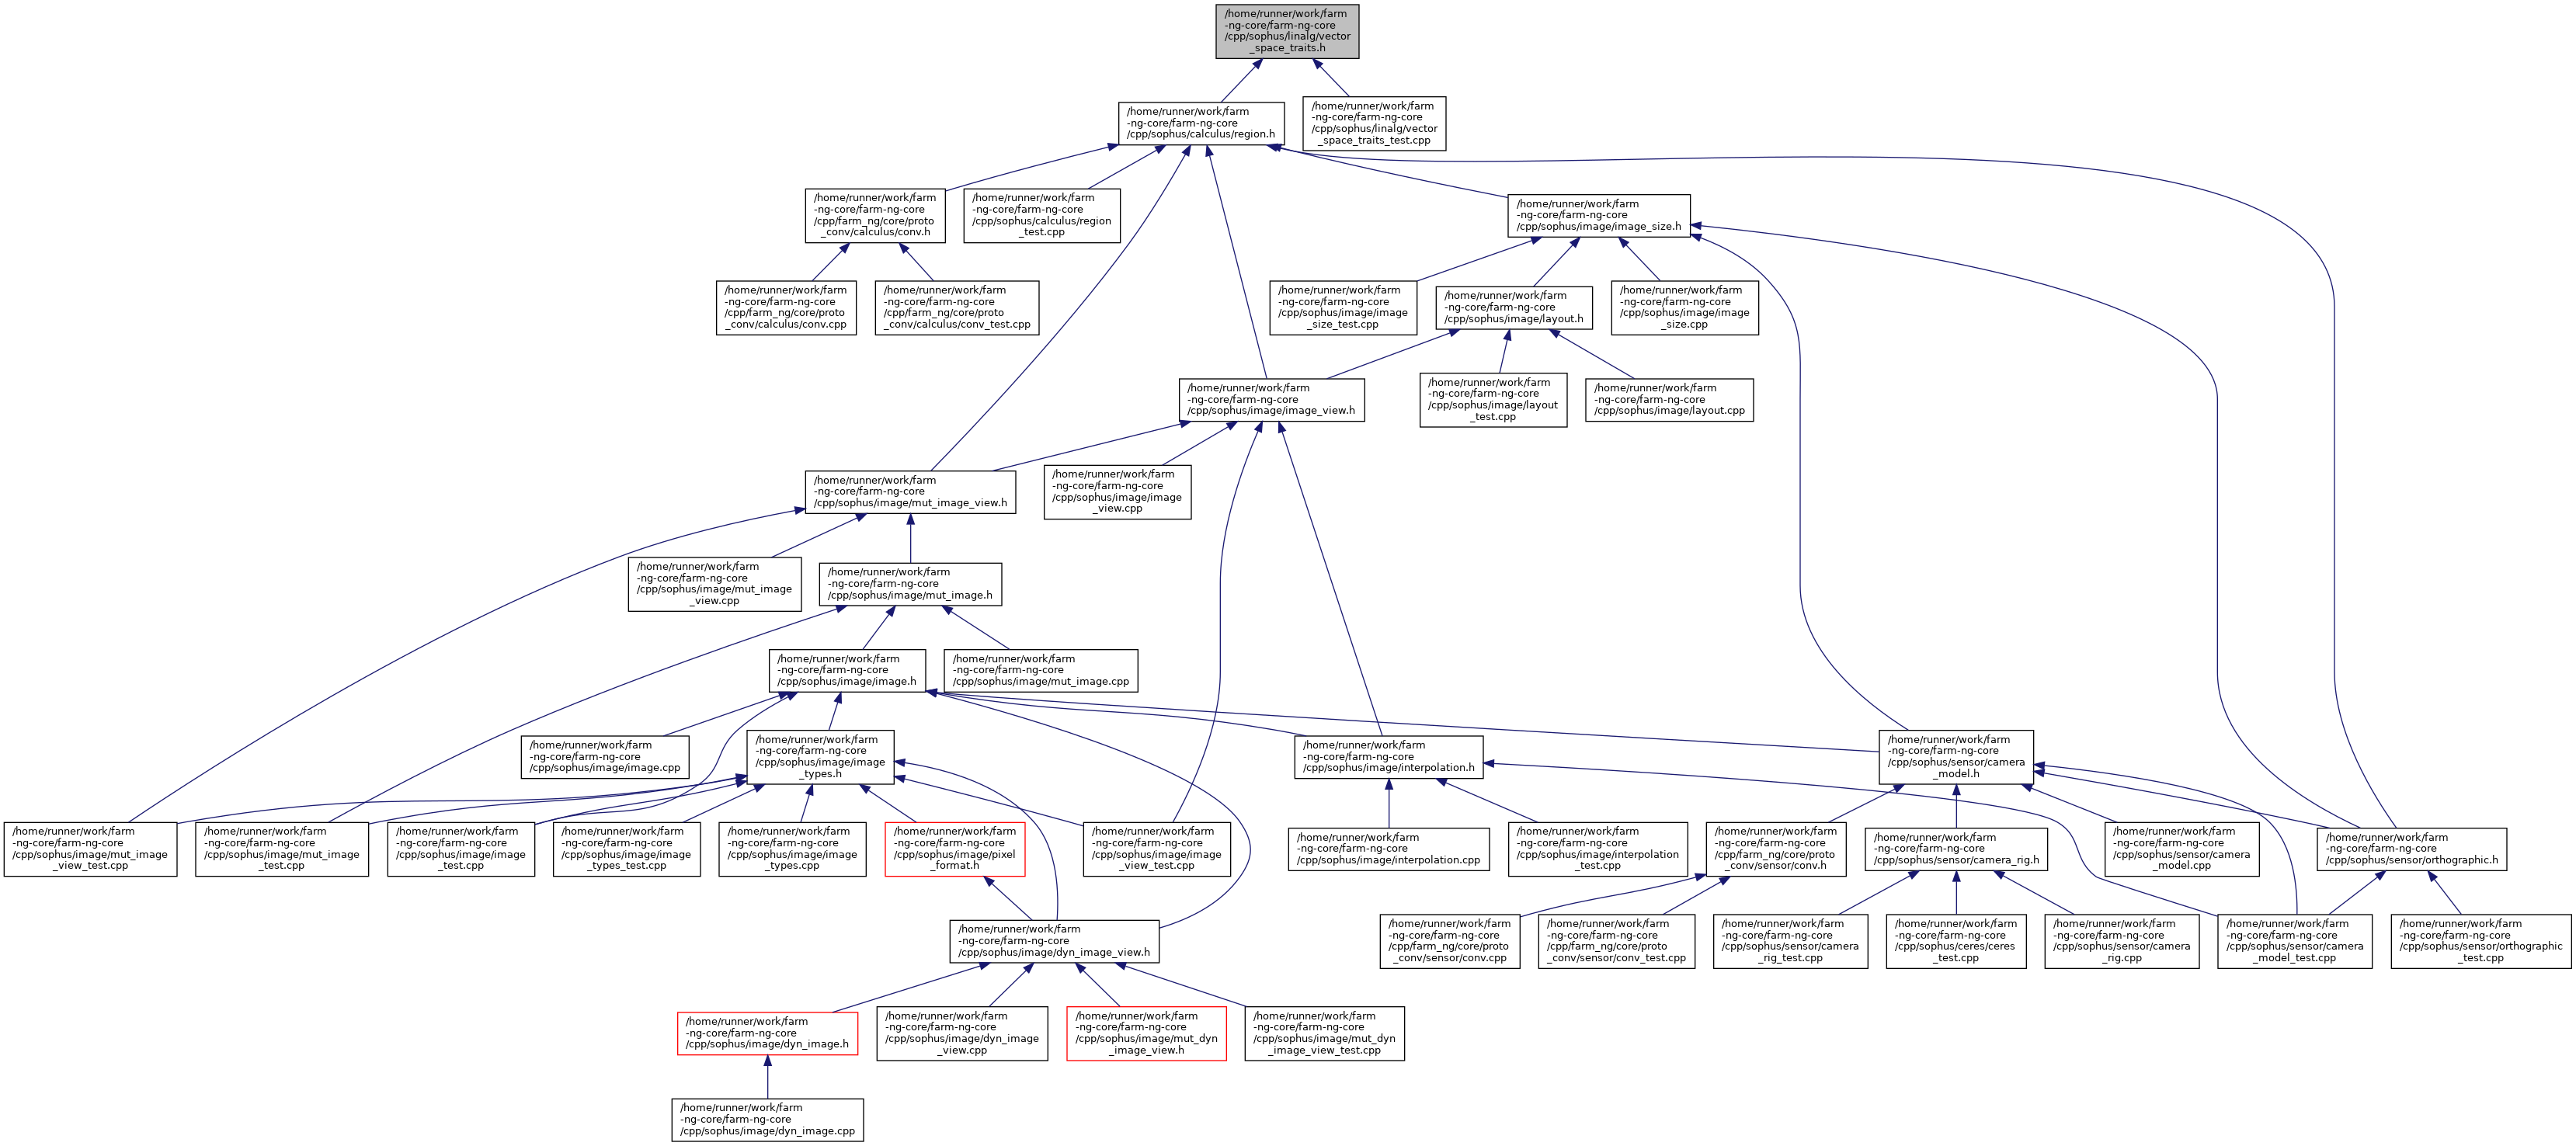 /home/runner/work/farm
-ng-core/farm-ng-core
/cpp/sophus/linalg/vector
_space_traits.h
/home/runner/work/farm
-ng-core/farm-ng-core
/cpp/sophus/calculus/region.h
/home/runner/work/farm
-ng-core/farm-ng-core
/cpp/sophus/linalg/vector
_space_traits_test.cpp
/home/runner/work/farm
-ng-core/farm-ng-core
/cpp/farm_ng/core/proto
_conv/calculus/conv.h
/home/runner/work/farm
-ng-core/farm-ng-core
/cpp/sophus/calculus/region
_test.cpp
/home/runner/work/farm
-ng-core/farm-ng-core
/cpp/sophus/image/image_size.h
/home/runner/work/farm
-ng-core/farm-ng-core
/cpp/farm_ng/core/proto
_conv/calculus/conv.cpp
/home/runner/work/farm
-ng-core/farm-ng-core
/cpp/farm_ng/core/proto
_conv/calculus/conv_test.cpp
/home/runner/work/farm
-ng-core/farm-ng-core
/cpp/sophus/image/image
_size_test.cpp
/home/runner/work/farm
-ng-core/farm-ng-core
/cpp/sophus/image/layout.h
/home/runner/work/farm
-ng-core/farm-ng-core
/cpp/sophus/image/image
_size.cpp
/home/runner/work/farm
-ng-core/farm-ng-core
/cpp/sophus/image/image_view.h
/home/runner/work/farm
-ng-core/farm-ng-core
/cpp/sophus/image/layout
_test.cpp
/home/runner/work/farm
-ng-core/farm-ng-core
/cpp/sophus/image/layout.cpp
/home/runner/work/farm
-ng-core/farm-ng-core
/cpp/sophus/image/mut_image_view.h
/home/runner/work/farm
-ng-core/farm-ng-core
/cpp/sophus/image/image
_view.cpp
/home/runner/work/farm
-ng-core/farm-ng-core
/cpp/sophus/image/mut_image
_view.cpp
/home/runner/work/farm
-ng-core/farm-ng-core
/cpp/sophus/image/mut_image.h
/home/runner/work/farm
-ng-core/farm-ng-core
/cpp/sophus/image/image.h
/home/runner/work/farm
-ng-core/farm-ng-core
/cpp/sophus/image/mut_image.cpp
/home/runner/work/farm
-ng-core/farm-ng-core
/cpp/sophus/image/image.cpp
/home/runner/work/farm
-ng-core/farm-ng-core
/cpp/sophus/image/image
_types.h
/home/runner/work/farm
-ng-core/farm-ng-core
/cpp/sophus/image/interpolation.h
/home/runner/work/farm
-ng-core/farm-ng-core
/cpp/sophus/sensor/camera
_model.h
/home/runner/work/farm
-ng-core/farm-ng-core
/cpp/sophus/image/mut_image
_view_test.cpp
/home/runner/work/farm
-ng-core/farm-ng-core
/cpp/sophus/image/mut_image
_test.cpp
/home/runner/work/farm
-ng-core/farm-ng-core
/cpp/sophus/image/image
_test.cpp
/home/runner/work/farm
-ng-core/farm-ng-core
/cpp/sophus/image/image
_types_test.cpp
/home/runner/work/farm
-ng-core/farm-ng-core
/cpp/sophus/image/image
_types.cpp
/home/runner/work/farm
-ng-core/farm-ng-core
/cpp/sophus/image/pixel
_format.h
/home/runner/work/farm
-ng-core/farm-ng-core
/cpp/sophus/image/image
_view_test.cpp
/home/runner/work/farm
-ng-core/farm-ng-core
/cpp/sophus/image/interpolation.cpp
/home/runner/work/farm
-ng-core/farm-ng-core
/cpp/sophus/image/interpolation
_test.cpp
/home/runner/work/farm
-ng-core/farm-ng-core
/cpp/farm_ng/core/proto
_conv/sensor/conv.h
/home/runner/work/farm
-ng-core/farm-ng-core
/cpp/sophus/sensor/camera_rig.h
/home/runner/work/farm
-ng-core/farm-ng-core
/cpp/sophus/sensor/camera
_model.cpp
/home/runner/work/farm
-ng-core/farm-ng-core
/cpp/sophus/sensor/orthographic.h
/home/runner/work/farm
-ng-core/farm-ng-core
/cpp/sophus/image/dyn_image_view.h
/home/runner/work/farm
-ng-core/farm-ng-core
/cpp/farm_ng/core/proto
_conv/sensor/conv.cpp
/home/runner/work/farm
-ng-core/farm-ng-core
/cpp/farm_ng/core/proto
_conv/sensor/conv_test.cpp
/home/runner/work/farm
-ng-core/farm-ng-core
/cpp/sophus/sensor/camera
_rig_test.cpp
/home/runner/work/farm
-ng-core/farm-ng-core
/cpp/sophus/ceres/ceres
_test.cpp
/home/runner/work/farm
-ng-core/farm-ng-core
/cpp/sophus/sensor/camera
_rig.cpp
/home/runner/work/farm
-ng-core/farm-ng-core
/cpp/sophus/sensor/camera
_model_test.cpp
/home/runner/work/farm
-ng-core/farm-ng-core
/cpp/sophus/sensor/orthographic
_test.cpp
/home/runner/work/farm
-ng-core/farm-ng-core
/cpp/sophus/image/dyn_image.h
/home/runner/work/farm
-ng-core/farm-ng-core
/cpp/sophus/image/dyn_image
_view.cpp
/home/runner/work/farm
-ng-core/farm-ng-core
/cpp/sophus/image/mut_dyn
_image_view.h
/home/runner/work/farm
-ng-core/farm-ng-core
/cpp/sophus/image/mut_dyn
_image_view_test.cpp
/home/runner/work/farm
-ng-core/farm-ng-core
/cpp/sophus/image/dyn_image.cpp